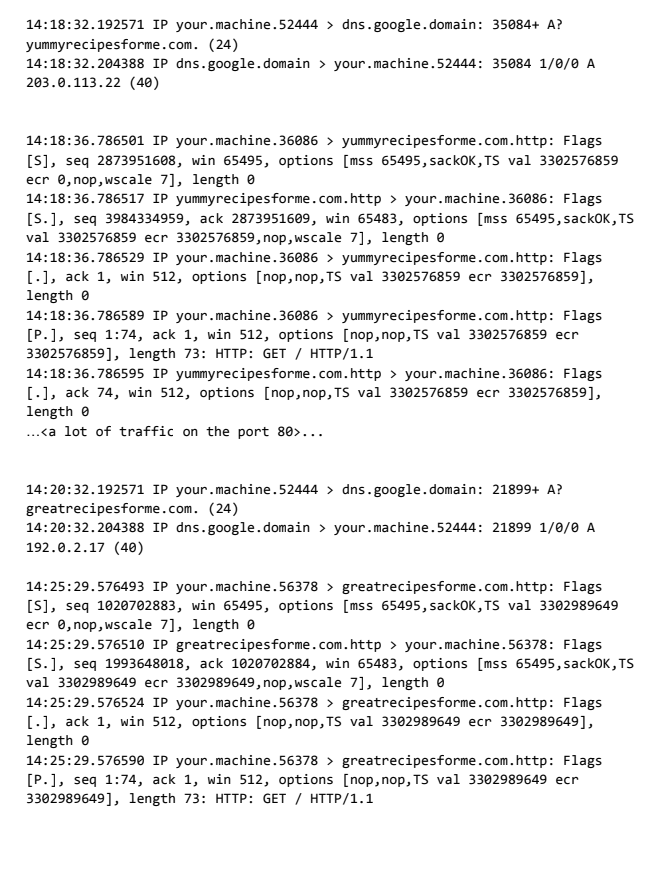 14:18:32.192571 IP your.machine.52444 > dns.google.domain: 35084+ A?
yummyrecipesforme.com. (24)
14:18:32.204388 IP dns.google.domain > your.machine.52444: 35084 1/0/0 A
203.0.113.22 (40)
14:18:36.786501 IP your.machine.36086 > yummyrecipesforme.com.http: Flags
[S], seq 2873951608, win 65495, options [mss 65495,sackOK,TS val 3302576859
ecr 0,nop,wscale 7], length 0
14:18:36.786517 IP yummyrecipesforme.com.http > your.machine.36086: Flags
[S.], seq 3984334959, ack 2873951609, win 65483, options [mss 65495,sackOK,TS
val 3302576859 ecr 3302576859,nop,wscale 7], length 0
14:18:36.786529 IP your.machine.36086 > yummyrecipesforme.com.http: Flags
[.], ack 1, win 512, options [nop,nop,TS val 3302576859 ecr 3302576859],
length 0
14:18:36.786589 IP your.machine.36086 > yummyrecipesforme.com.http: Flags
[P.], seq 1:74, ack 1, win 512, options [nop,nop,TS val 3302576859 ecr
3302576859], length 73: HTTP: GET / HTTP/1.1
14:18:36.786595 IP yummyrecipesforme.com.http > your.machine.36086: Flags
[.], ack 74, win 512, options [nop,nop,TS val 3302576859 ecr 3302576859],
length 0
…<a lot of traffic on the port 80>...
14:20:32.192571 IP your.machine.52444 > dns.google.domain: 21899+ A?
greatrecipesforme.com. (24)
14:20:32.204388 IP dns.google.domain > your.machine.52444: 21899 1/0/0 A
192.0.2.17 (40)
14:25:29.576493 IP your.machine.56378 > greatrecipesforme.com.http: Flags
[S], seq 1020702883, win 65495, options [mss 65495,sackOK,TS val 3302989649
ecr 0,nop,wscale 7], length 0
14:25:29.576510 IP greatrecipesforme.com.http > your.machine.56378: Flags
[S.], seq 1993648018, ack 1020702884, win 65483, options [mss 65495,sackOK,TS
val 3302989649 ecr 3302989649,nop,wscale 7], length 0
14:25:29.576524 IP your.machine.56378 > greatrecipesforme.com.http: Flags
[.], ack 1, win 512, options [nop,nop,TS val 3302989649 ecr 3302989649],
length 0
14:25:29.576590 IP your.machine.56378 > greatrecipesforme.com.http: Flags
[P.], seq 1:74, ack 1, win 512, options [nop,nop,TS val 3302989649 ecr
3302989649], length 73: HTTP: GET / HTTP/1.1